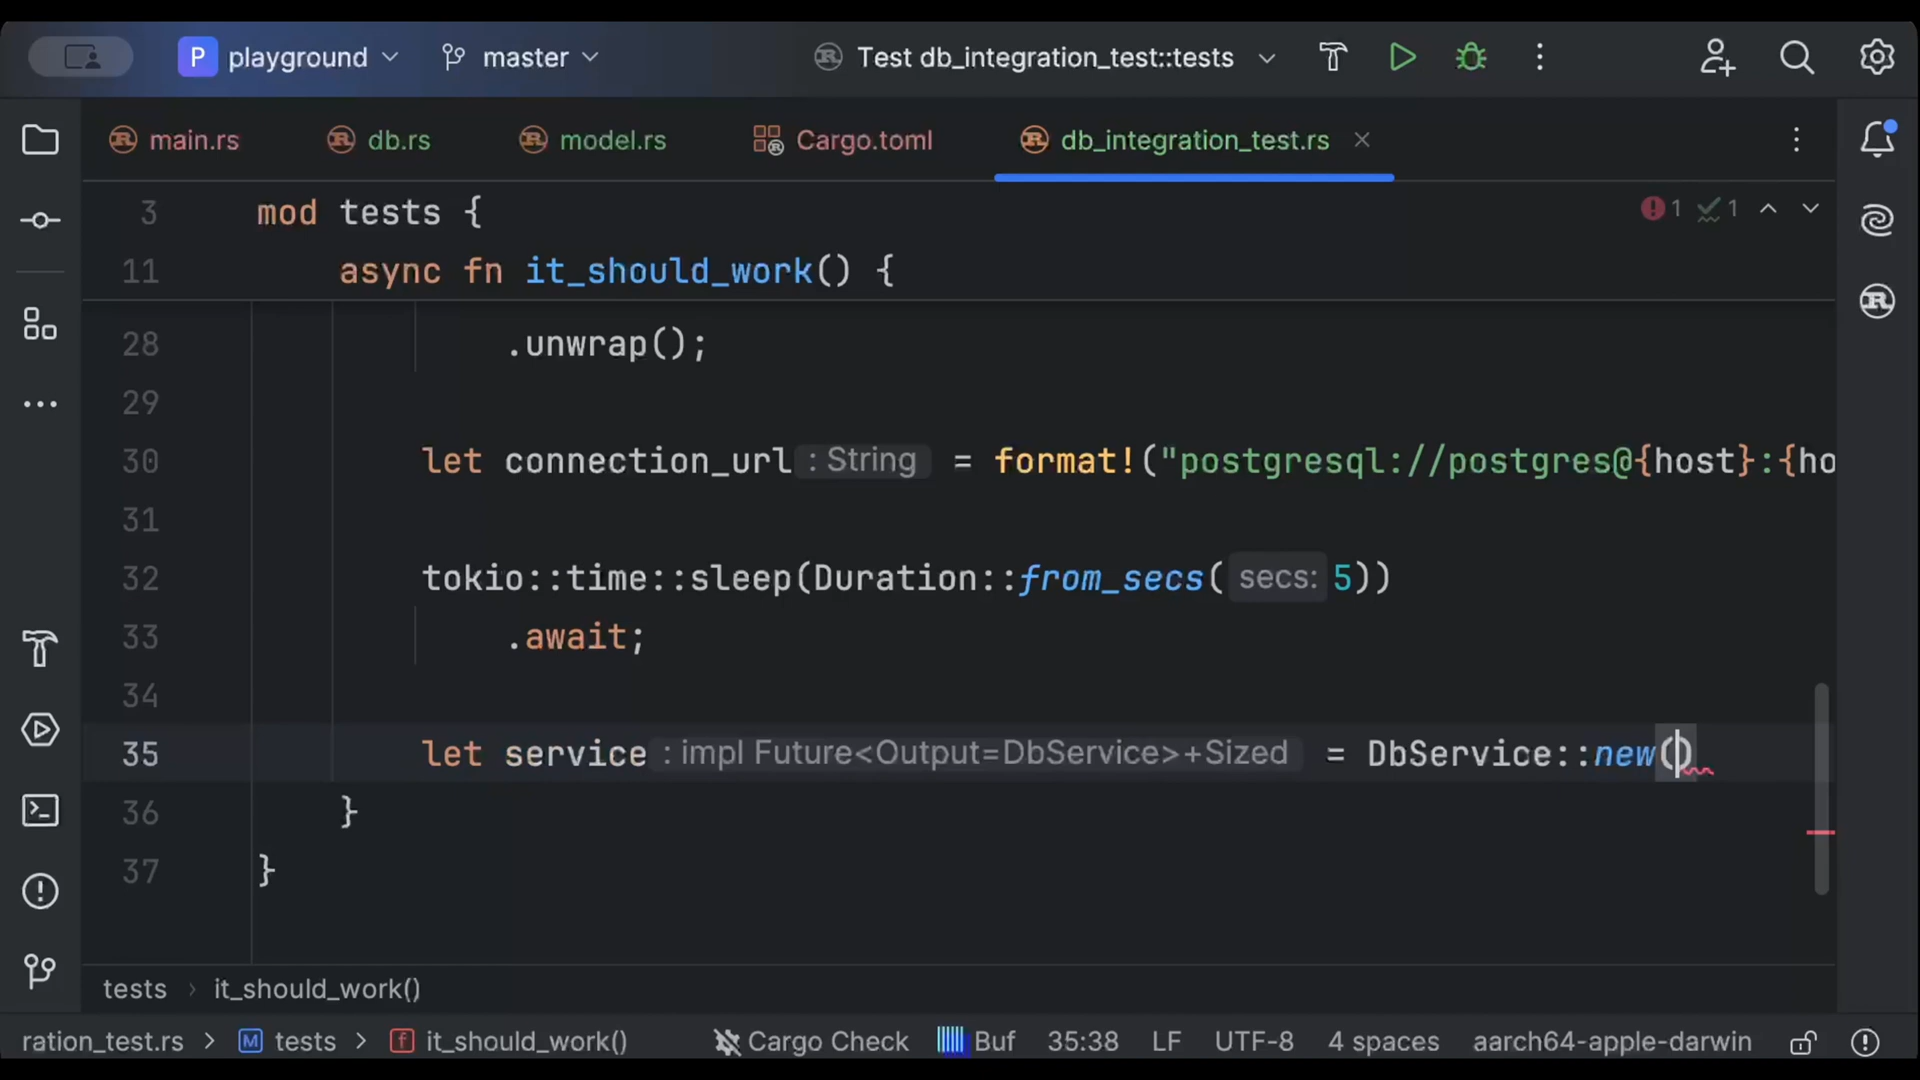 P playground master Test db_integration_test::tests
main.rs db.rs model.rs Cargo.toml db_integration_test.rs
3 mod tests { 1 1
11 async fn it_should_work() {
28 .unwrap();
29
30 let connection_url : String = format!("postgresql://postgres@{host}:{ho
31
32 tokio::time::sleep(Duration::from_secs( secs: 5))
33 .await;
34
35 let service : impl Future<Output=DbService>+Sized = DbService::new()
36 }
37 }
tests › it_should_work()
ration_test.rs > M tests > f it_should_work() Cargo Check Buf 35:38 LF UTF-8 4 spaces aarch64-apple-darwin